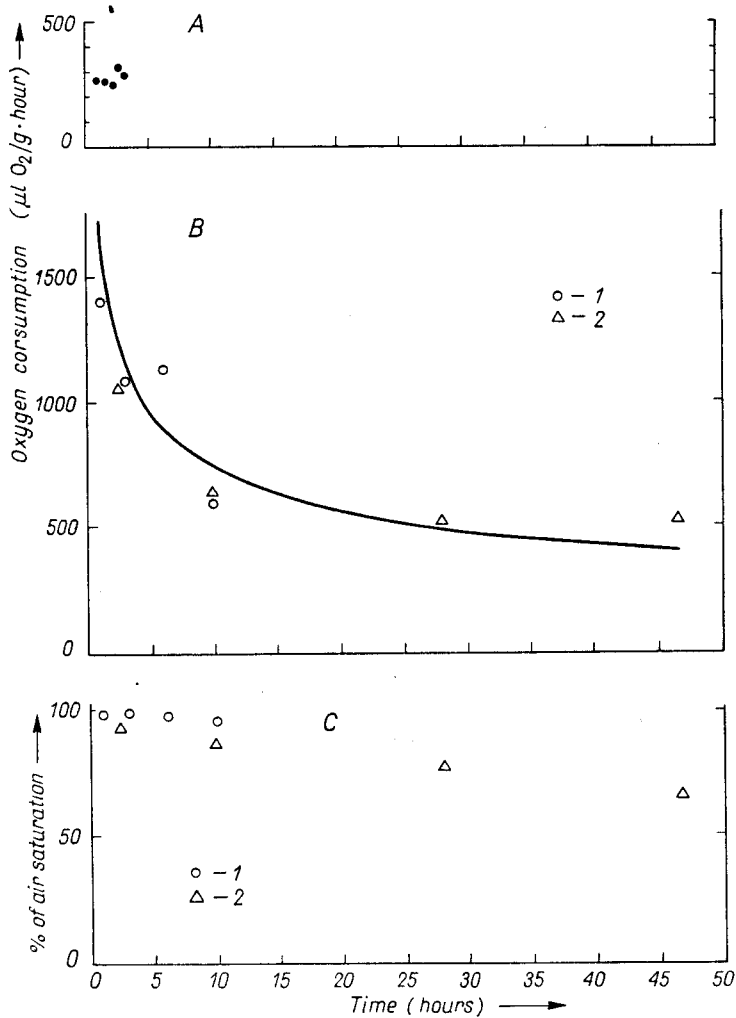 Oxygen corsumption (μl O₂/g·hour)
500
0
A
B
1500
1000
500
0
○ – 1
△ – 2
C
% of air saturation
100
50
0
○ – 1
△ – 2
0 5 10 15 20 25 30 35 40 45 50
Time (hours)